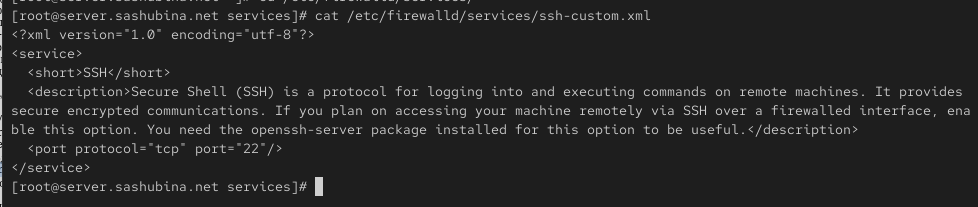 [root@server.sashubina.net services]# cat /etc/firewalld/services/ssh-custom.xml
<?xml version="1.0" encoding="utf-8"?>
<service>
  <short>SSH</short>
  <description>Secure Shell (SSH) is a protocol for logging into and executing commands on remote machines. It provides
secure encrypted communications. If you plan on accessing your machine remotely via SSH over a firewalled interface, ena
ble this option. You need the openssh-server package installed for this option to be useful.</description>
  <port protocol="tcp" port="22"/>
</service>
[root@server.sashubina.net services]#